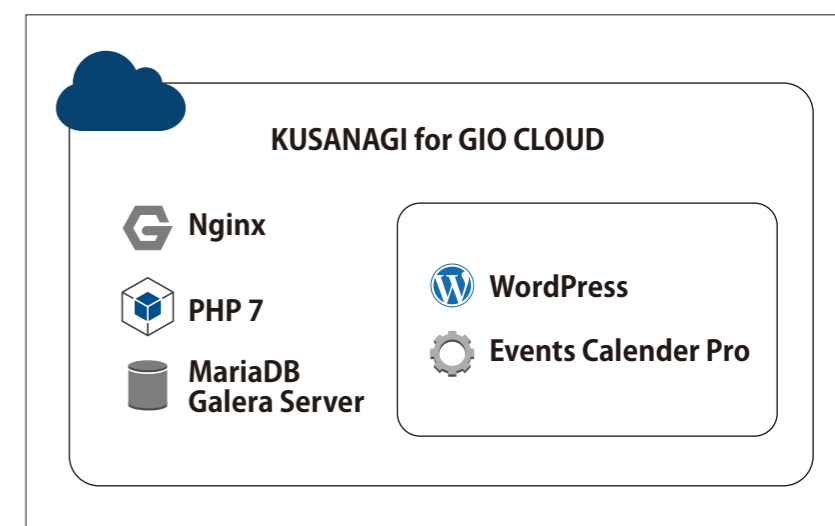 KUSANAGI for GIO CLOUD
Nginx
PHP 7
MariaDB
Galera Server
WordPress
Events Calender Pro